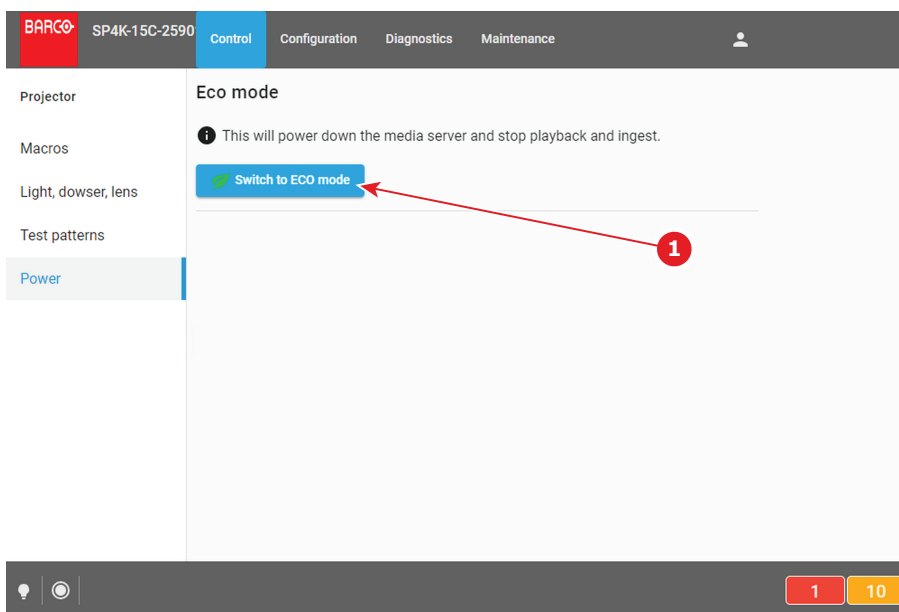 BARCO SP4K-15C-2590 Control Configuration Diagnostics Maintenance
Projector
Macros
Light, dowser, lens
Test patterns
Power
Eco mode
This will power down the media server and stop playback and ingest.
Switch to ECO mode
1
1 10